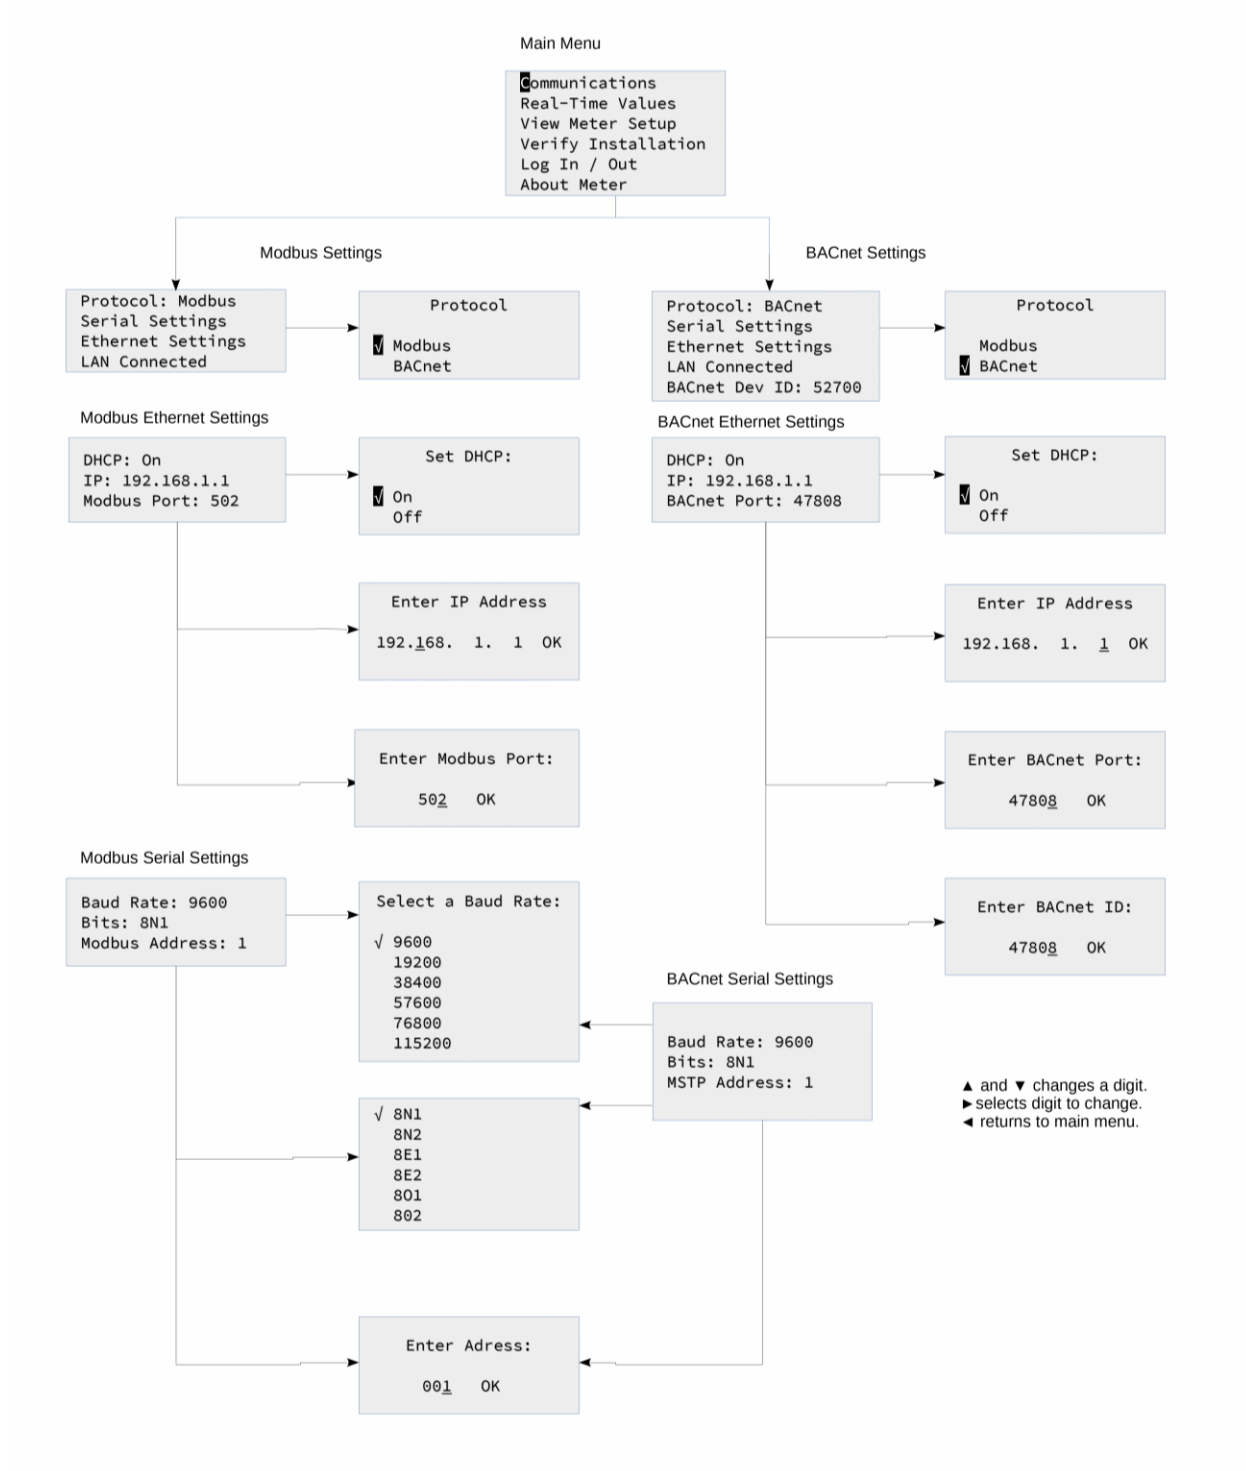 Main Menu
Communications
Real-Time Values
View Meter Setup
Verify Installation
Log In / Out
About Meter
Modbus Settings
Protocol: Modbus
Serial Settings
Ethernet Settings
LAN Connected
Protocol
√ Modbus
BACnet
BACnet Settings
Protocol: BACnet
Serial Settings
Ethernet Settings
LAN Connected
BACnet Dev ID: 52700
Protocol
Modbus
√ BACnet
Modbus Ethernet Settings
DHCP: On
IP: 192.168.1.1
Modbus Port: 502
Set DHCP:
√ On
Off
Enter IP Address
192.168. 1. 1 OK
Enter Modbus Port:
502 OK
BACnet Ethernet Settings
DHCP: On
IP: 192.168.1.1
BACnet Port: 47808
Set DHCP:
√ On
Off
Enter IP Address
192.168. 1. 1 OK
Enter BACnet Port:
47808 OK
Enter BACnet ID:
47808 OK
Modbus Serial Settings
Baud Rate: 9600
Bits: 8N1
Modbus Address: 1
Select a Baud Rate:
√ 9600
19200
38400
57600
76800
115200
BACnet Serial Settings
Baud Rate: 9600
Bits: 8N1
MSTP Address: 1
√ 8N1
8N2
8E1
8E2
8O1
8O2
▲ and ▼ changes a digit.
► selects digit to change.
◄ returns to main menu.
Enter Adress:
001 OK